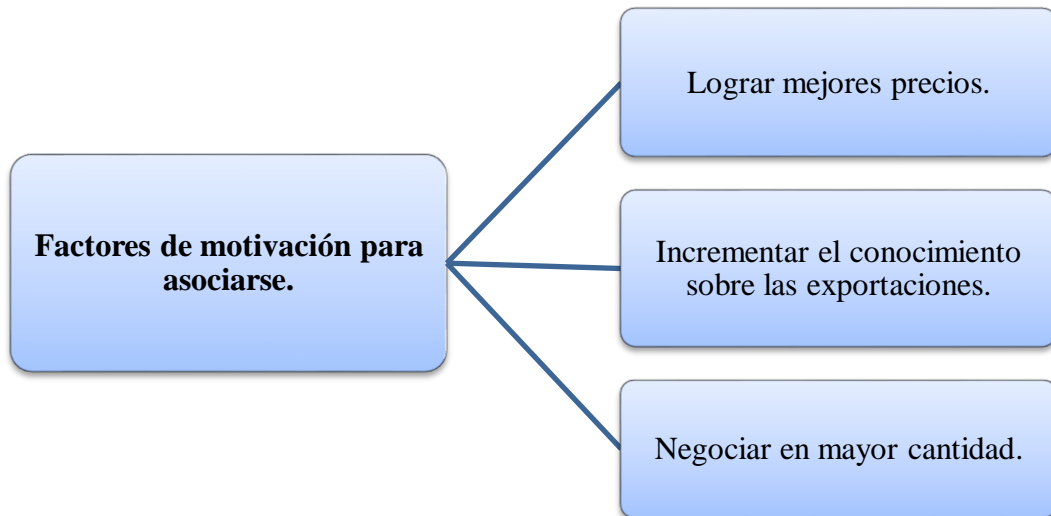 Lograr mejores precios.
Factores de motivación para
asociarse.
Incrementar el conocimiento
sobre las exportaciones.
Negociar en mayor cantidad.